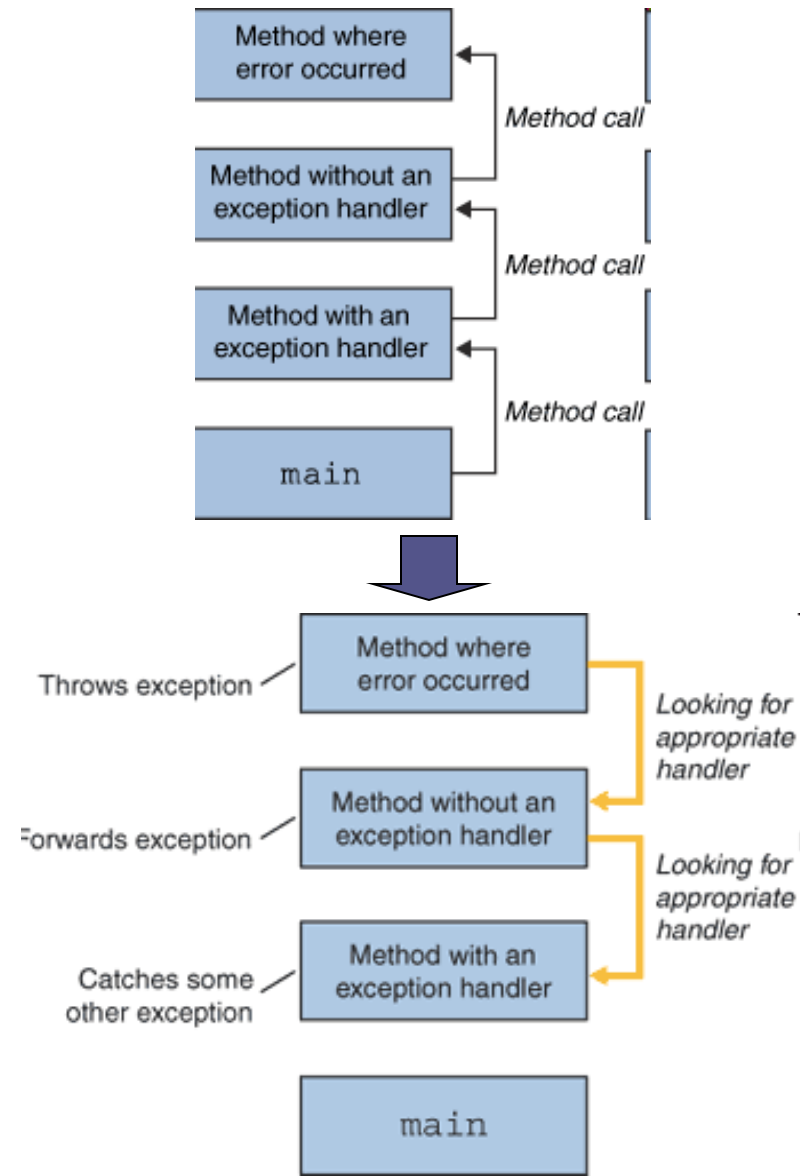 Method where
error occurred
Method call
Method without an
exception handler
Method call
Method with an
exception handler
Method call
main
Method where
error occurred
Throws exception
Looking for
appropriate
handler
Method without an
exception handler
Forwards exception
Looking for
appropriate
handler
Method with an
exception handler
Catches some
other exception
main